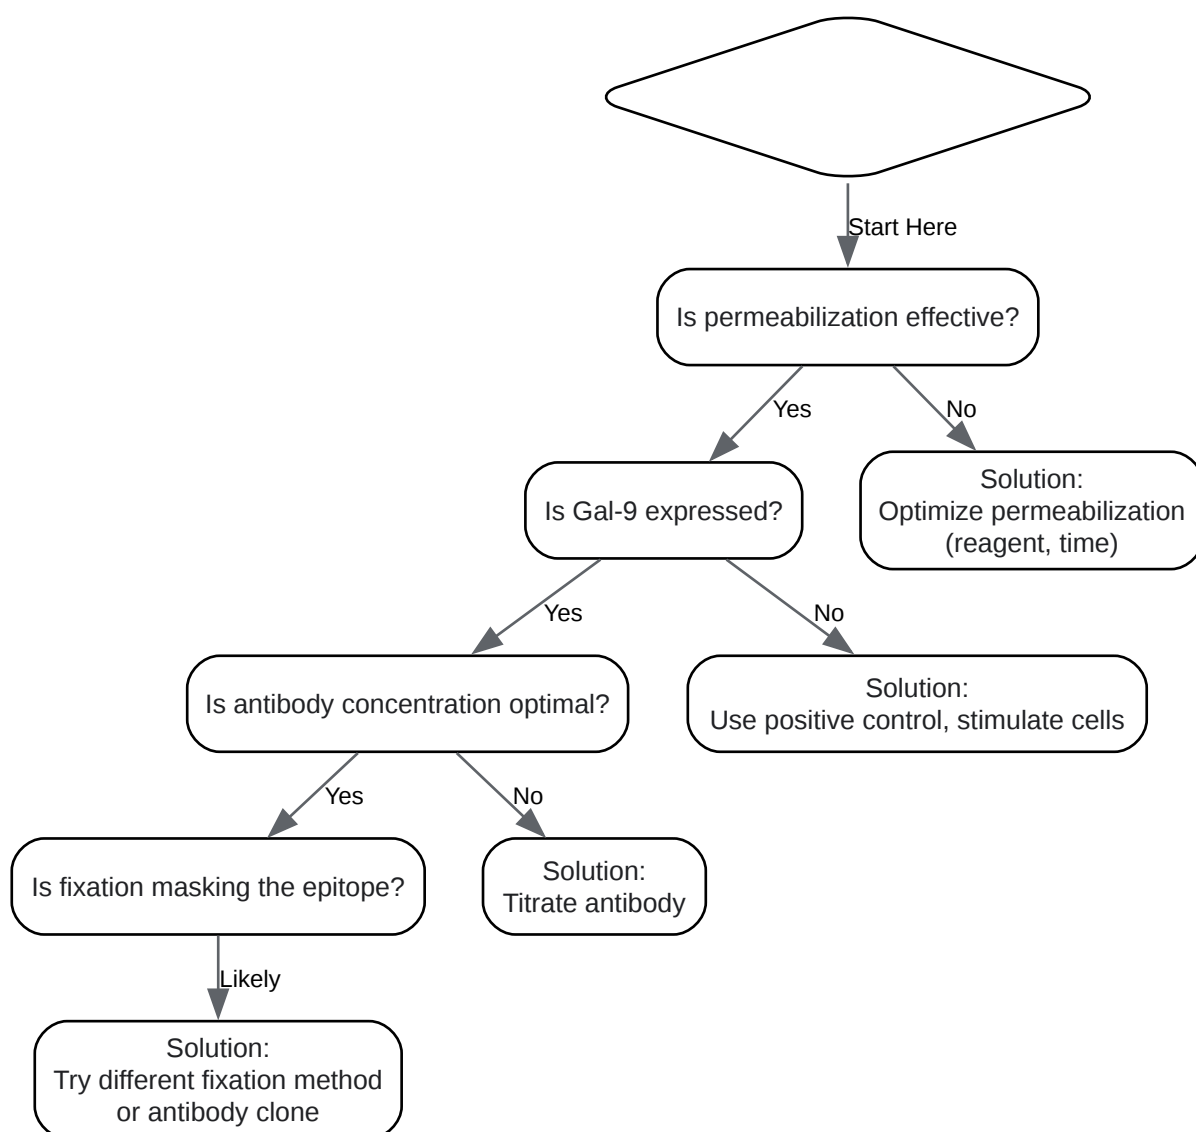 Start Here
Is permeabilization effective?
Yes
No
Is Gal-9 expressed?
Solution:
Optimize permeabilization
(reagent, time)
Yes
No
Is antibody concentration optimal?
Solution:
Use positive control, stimulate cells
Yes
No
Is fixation masking the epitope?
Solution:
Titrate antibody
Likely
Solution:
Try different fixation method
or antibody clone